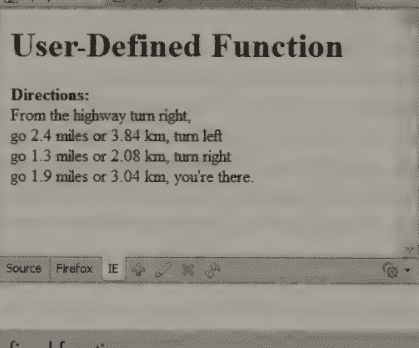 User-Defined Function
Directions:
From the highway turn right,
go 2.4 miles or 3.84 km, turn left
go 1.3 miles or 2.08 km, turn right
go 1.9 miles or 3.04 km, you're there.
Source Firefox IE